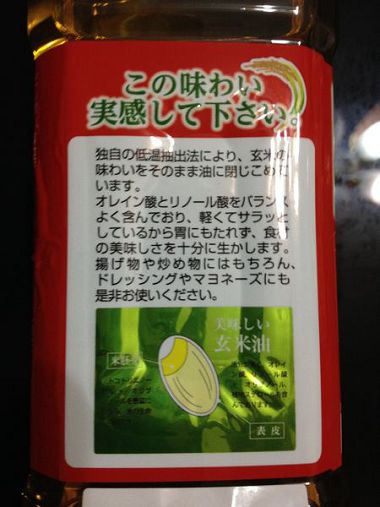 この味わい
実感して下さい。
独自の低温抽出法により、玄米の
味わいをそのまま油に閉じこめて
います。
オレイン酸とリノール酸をバランス
よく含んでおり、軽くてサラッと
しているから胃にもたれず、食材
の美味しさを十分に生かします。
揚げ物や炒め物にはもちろん、
ドレッシングやマヨネーズにも
是非お使いください。
美味しい
玄米油
表皮